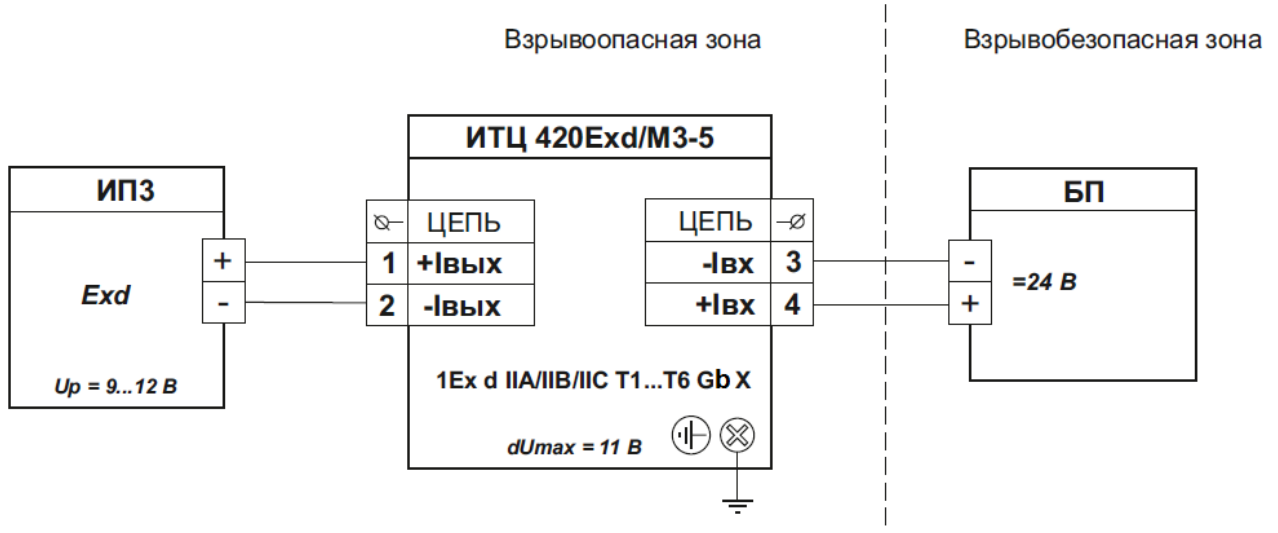 Взрывоопасная зона
Взрывобезопасная зона
ИТЦ 420Exd/М3-5
ИП3
БП
ЦЕПЬ
ЦЕПЬ
+
1 +Iвых
-Iвх 3
-
=24 В
Exd
-
2 -Iвых
+Iвх 4
+
Up = 9...12 В
1Ex d IIA/IIB/IIC T1...T6 Gb X
dUmax = 11 В